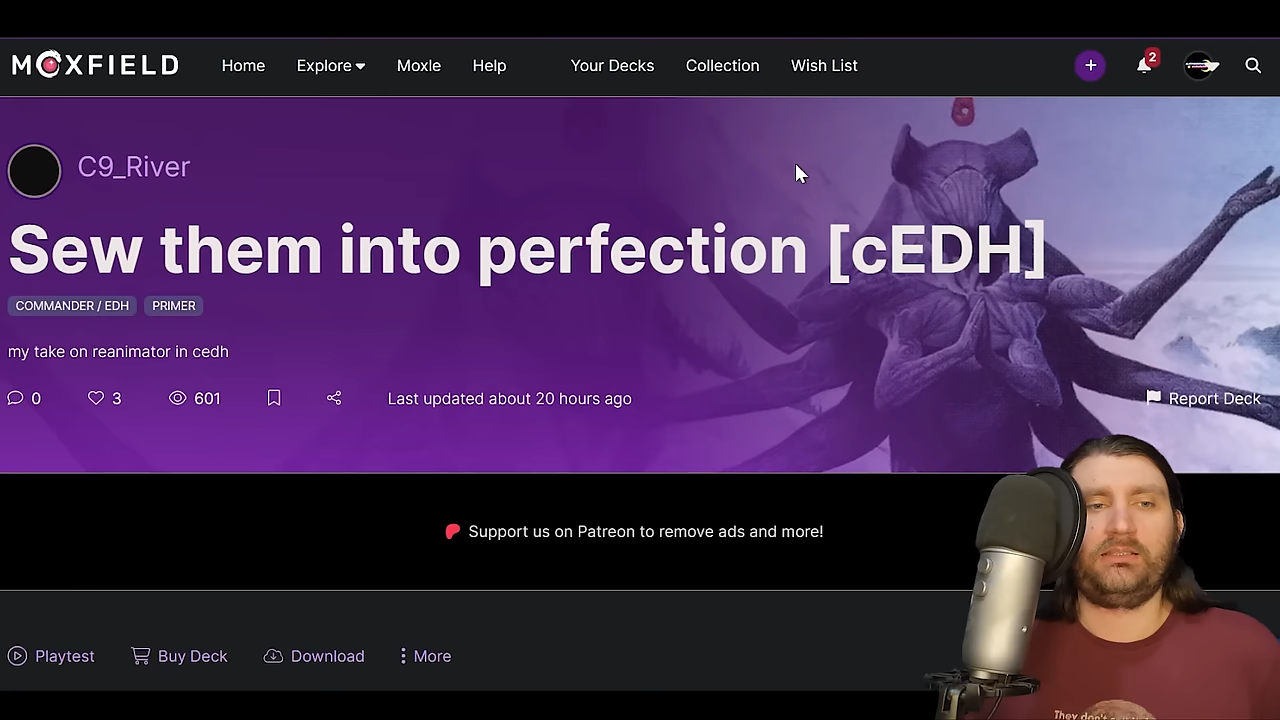 MOXFIELD Home Explore Moxle Help Your Decks Collection Wish List 2
C9_River
Sew them into perfection [cEDH]
COMMANDER / EDH PRIMER
my take on reanimator in cedh
0 3 601 Last updated about 20 hours ago Report Deck
Support us on Patreon to remove ads and more!
Playtest Buy Deck Download More
They don't